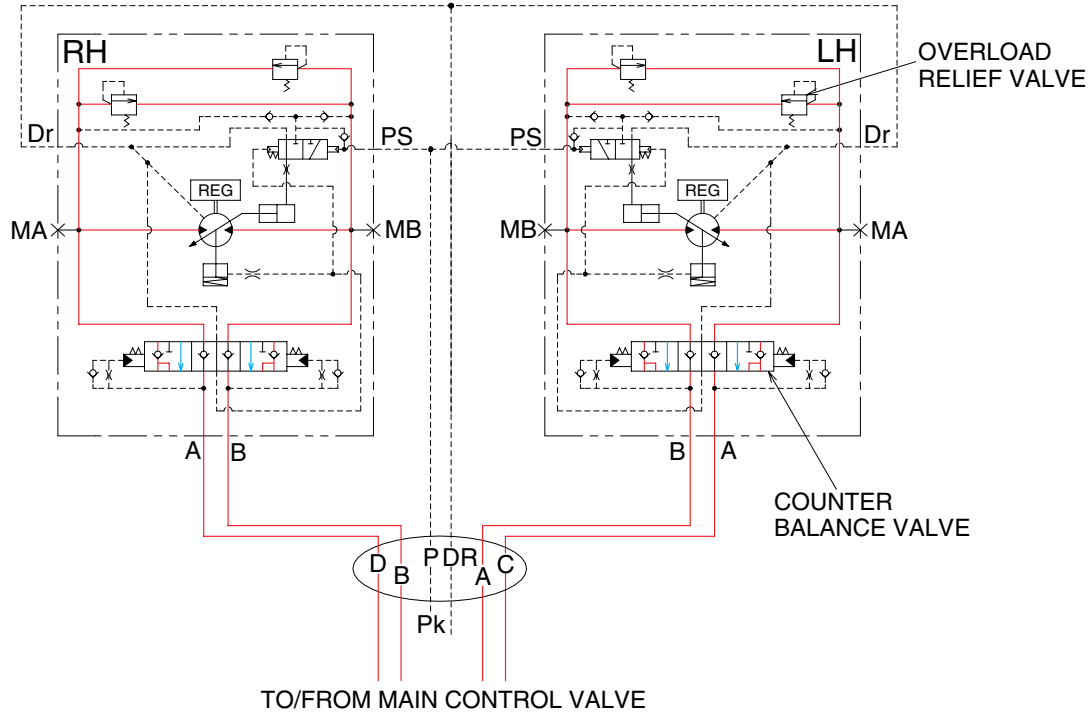 RH
LH
OVERLOAD
RELIEF VALVE
Dr
PS
PS
Dr
REG
REG
MA
MB
MB
MA
A
B
B
A
COUNTER
BALANCE VALVE
D
B
P
DR
A
C
Pk
TO/FROM MAIN CONTROL VALVE